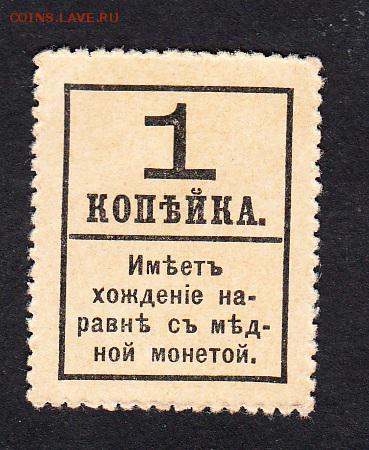 COINS.LAVE.RU
1
КОПѢЙКА.
Имѣетъ
хожденіе на-
равнѣ съ мѣд-
ной монетой.